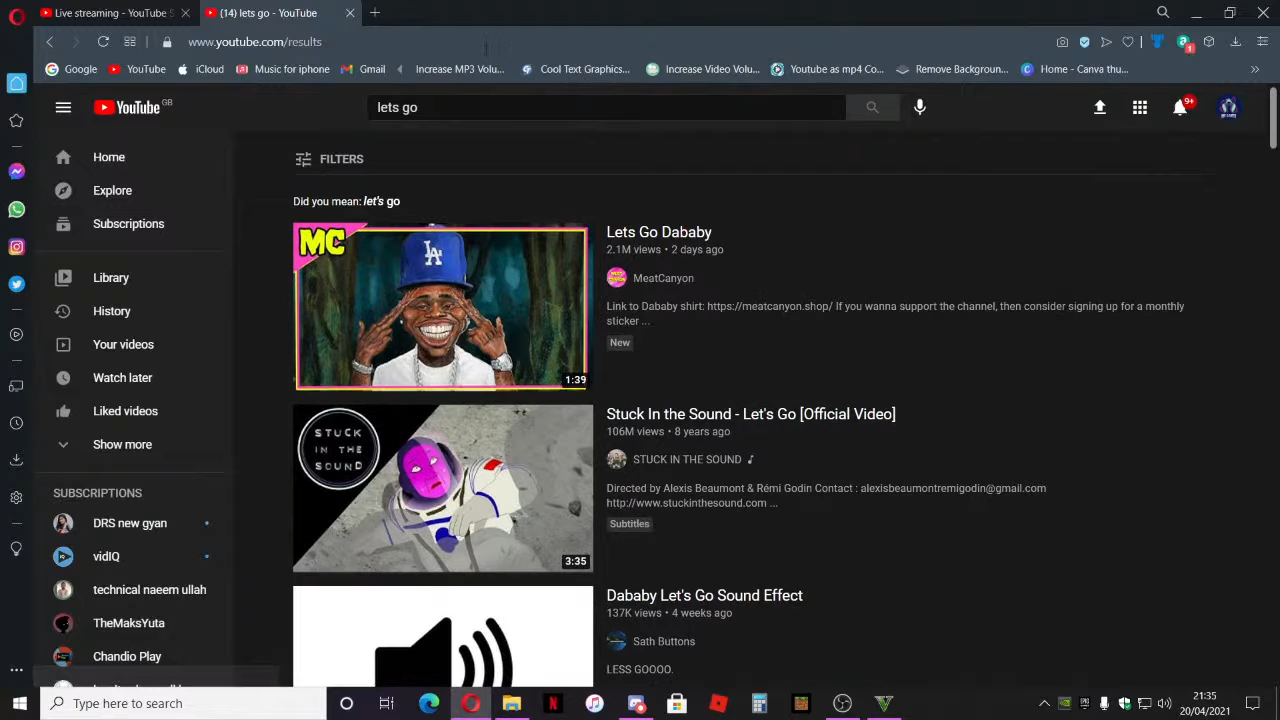 Live streaming - YouTube S
(14) lets go - YouTube
www.youtube.com/results
Google
YouTube
iCloud
Music for iphone
Gmail
Increase MP3 Volu...
Cool Text Graphics...
Increase Video Volu...
Youtube as mp4 Co...
Remove Backgroun...
Home - Canva thu...
1
YouTube GB
lets go
9+
Home
Explore
Subscriptions
Library
History
Your videos
Watch later
Liked videos
Show more
SUBSCRIPTIONS
DRS new gyan
vidIQ
technical naeem ullah
TheMaksYuta
Chandio Play
FILTERS
Did you mean: let's go
MC
LA
1:39
Lets Go Dababy
2.1M views • 2 days ago
MeatCanyon
Link to Dababy shirt: https://meatcanyon.shop/ If you wanna support the channel, then consider signing up for a monthly
sticker ...
New
STUCK
IN THE
SOUND
3:35
Stuck In the Sound - Let's Go [Official Video]
106M views • 8 years ago
STUCK IN THE SOUND
Directed by Alexis Beaumont & Rémi Godin Contact : alexisbeaumontremigodin@gmail.com
http://www.stuckinthesound.com ...
Subtitles
Dababy Let's Go Sound Effect
137K views • 4 weeks ago
Sath Buttons
LESS GOOOO.
Type here to search
21:35
20/04/2021